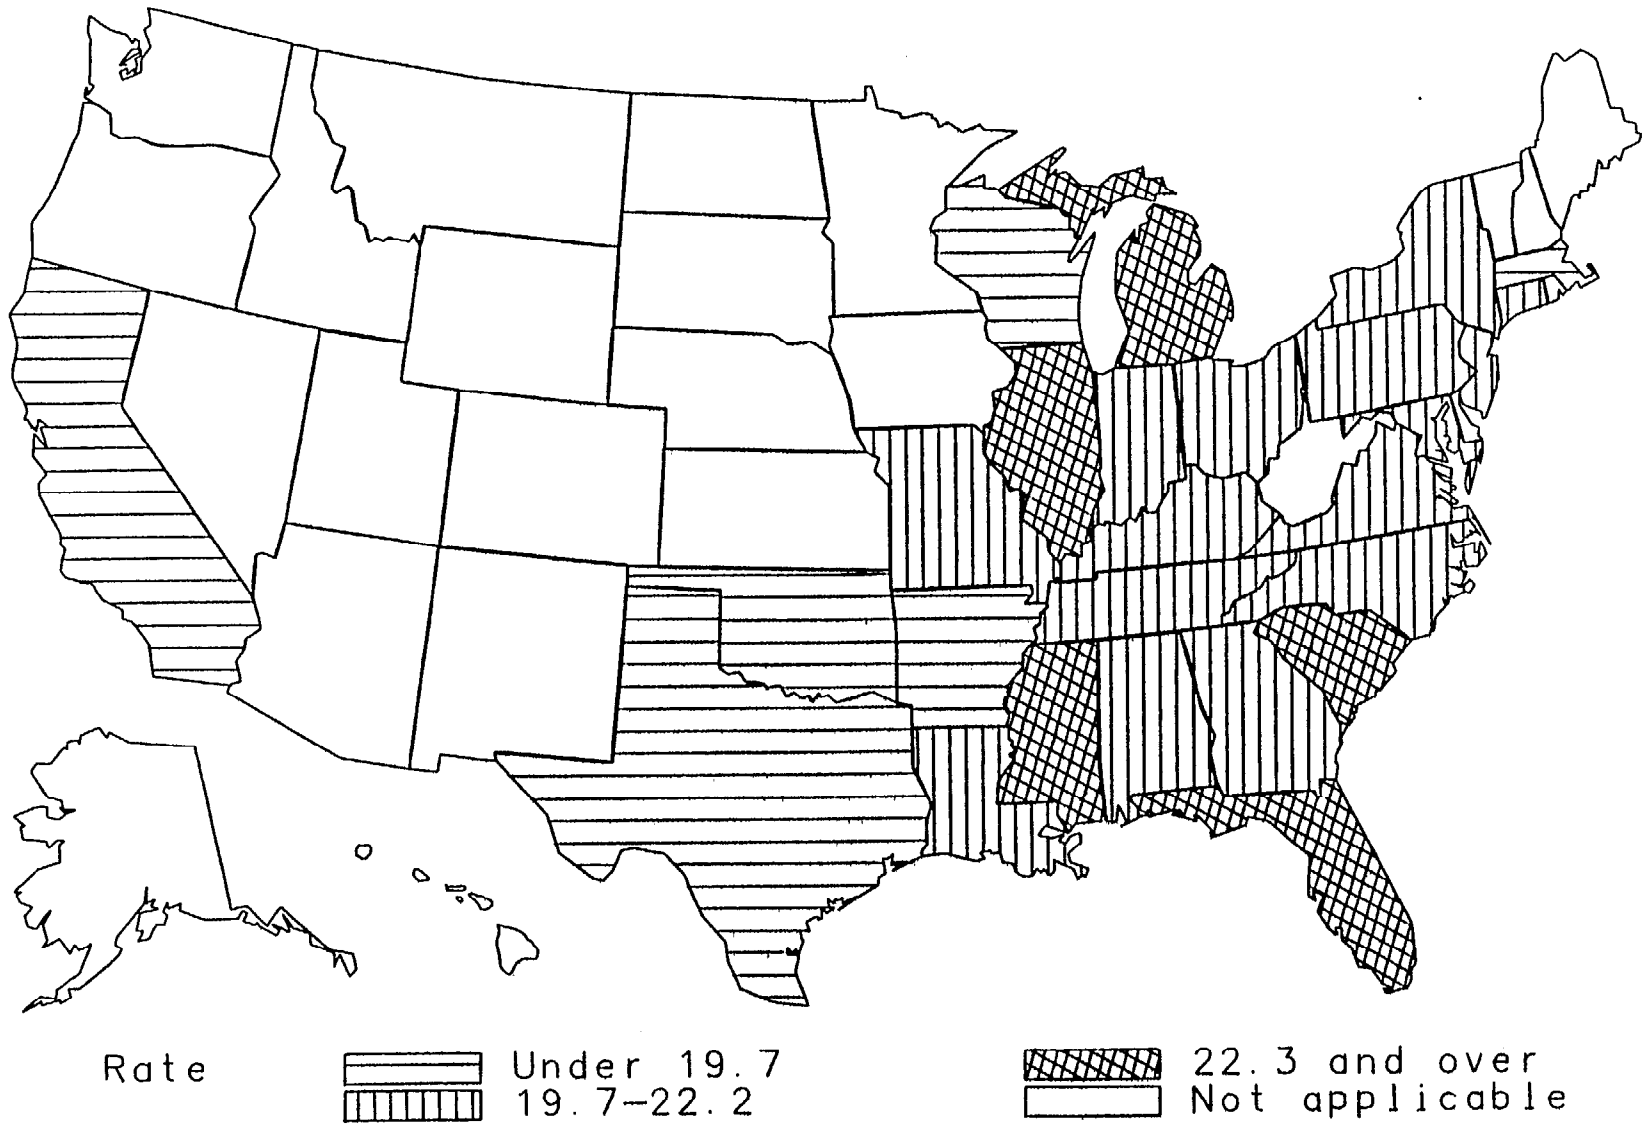 Rate
Under 19.7
19.7-22.2
22.3 and over
Not applicable